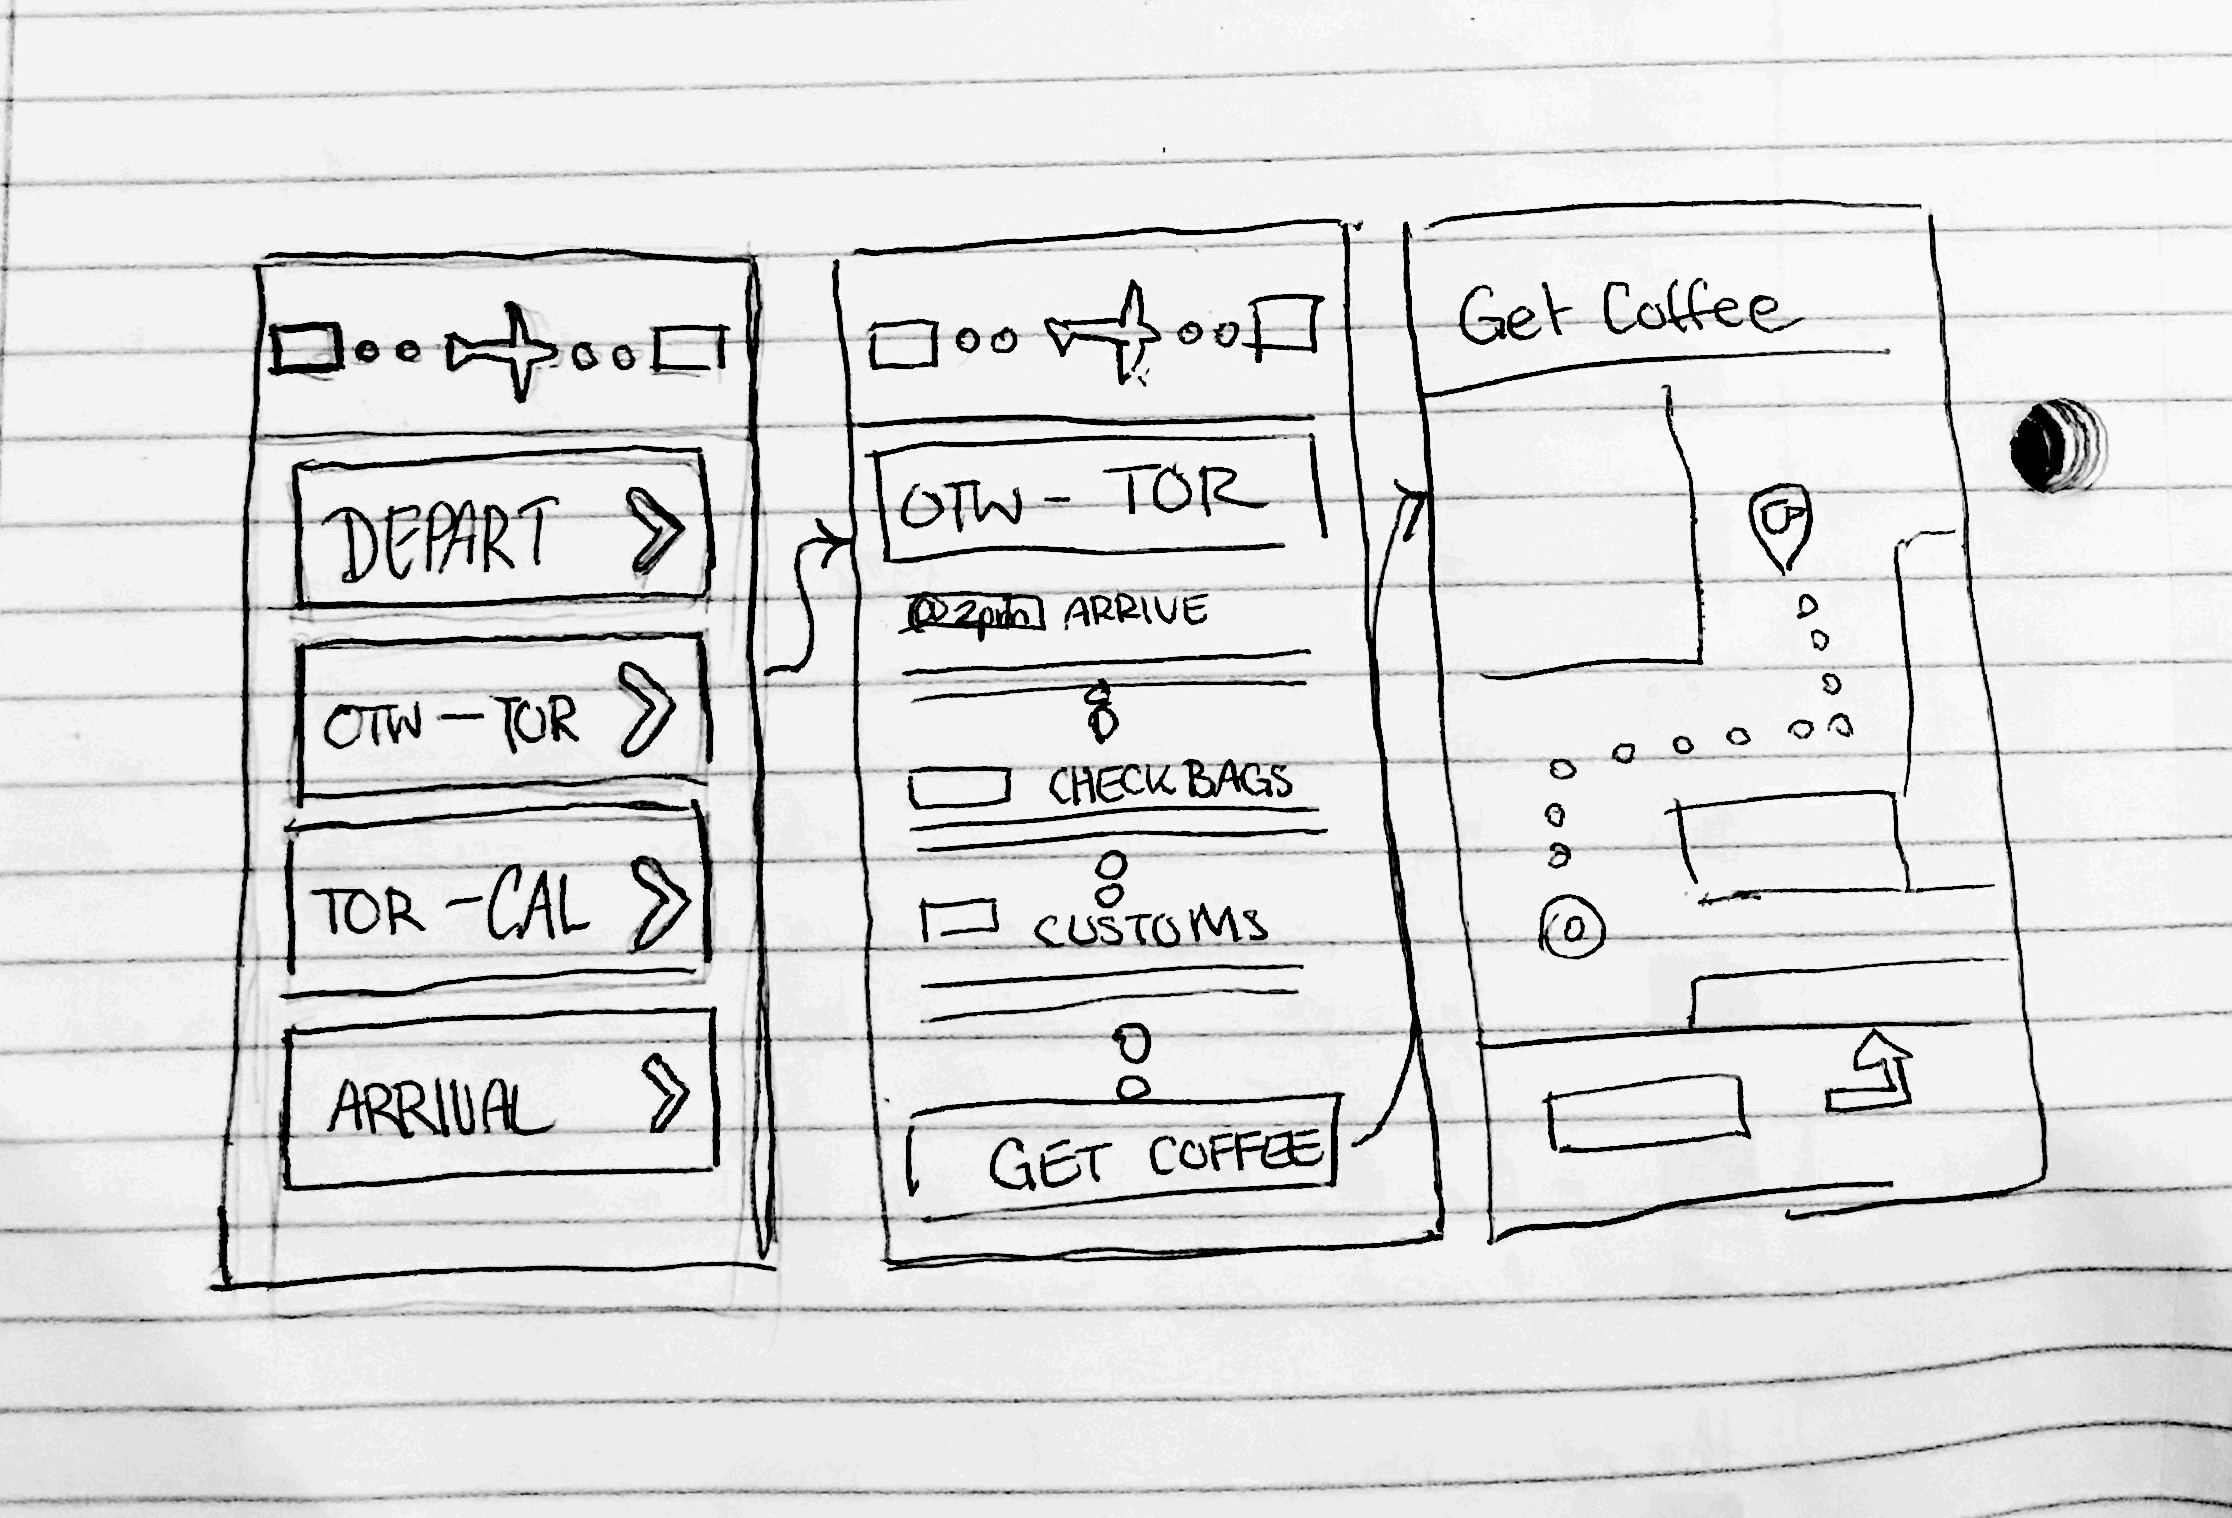 DEPART
OTW - TOR
TOR - CAL
ARRIVAL
OTW - TOR
@2pm ARRIVE
CHECK BAGS
CUSTOMS
GET COFFEE
Get Coffee